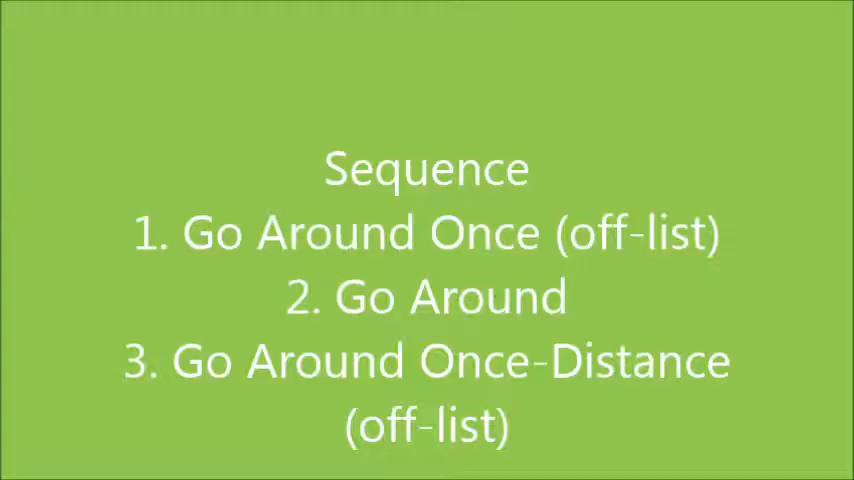 Sequence
1. Go Around Once (off-list)
2. Go Around
3. Go Around Once-Distance
(off-list)